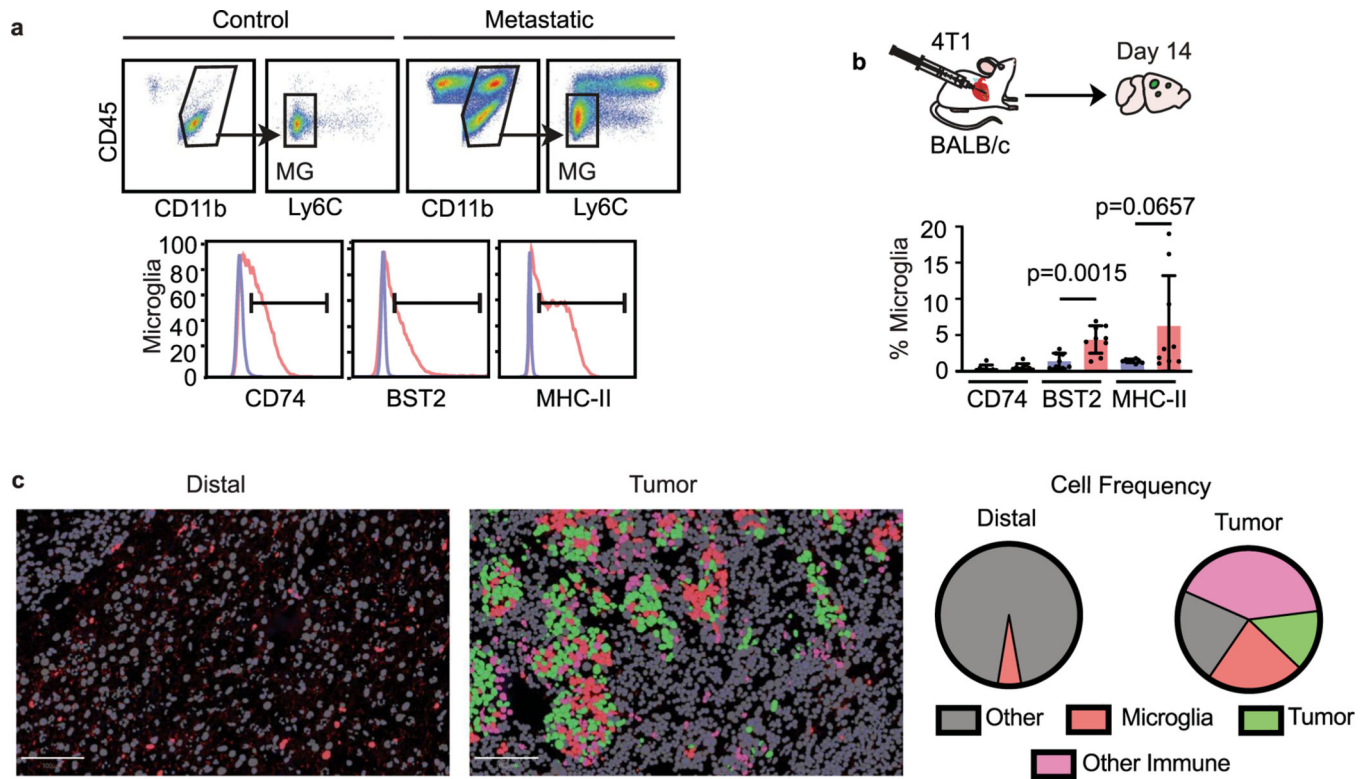 a
Control Metastatic
CD45
MG MG
CD11b Ly6C CD11b Ly6C
Microglia
100
80
60
40
20
0
CD74 BST2 MHC-II
b
4T1
Day 14
BALB/c
% Microglia
20
15
10
5
0
p=0.0015
p=0.0657
CD74 BST2 MHC-II
c
Distal Tumor
Cell Frequency
Distal Tumor
Other Microglia Tumor
Other Immune